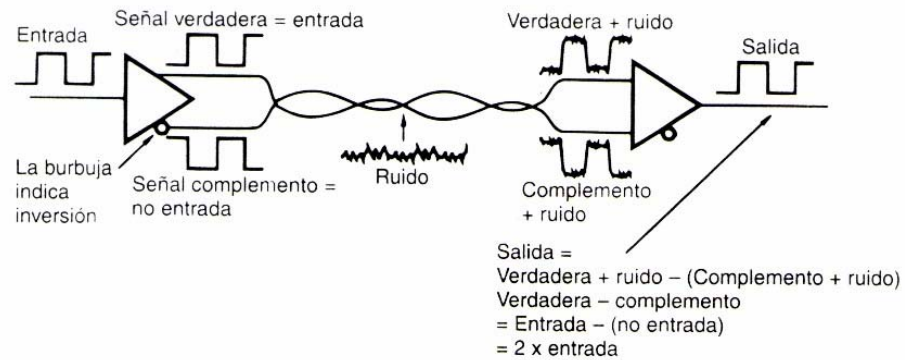 Señal verdadera = entrada
Entrada
La burbuja
indica
inversión
Señal complemento =
no entrada
Ruido
Verdadera + ruido
Complemento
+ ruido
Salida
Salida =
Verdadera + ruido – (Complemento + ruido)
Verdadera – complemento
= Entrada – (no entrada)
= 2 x entrada